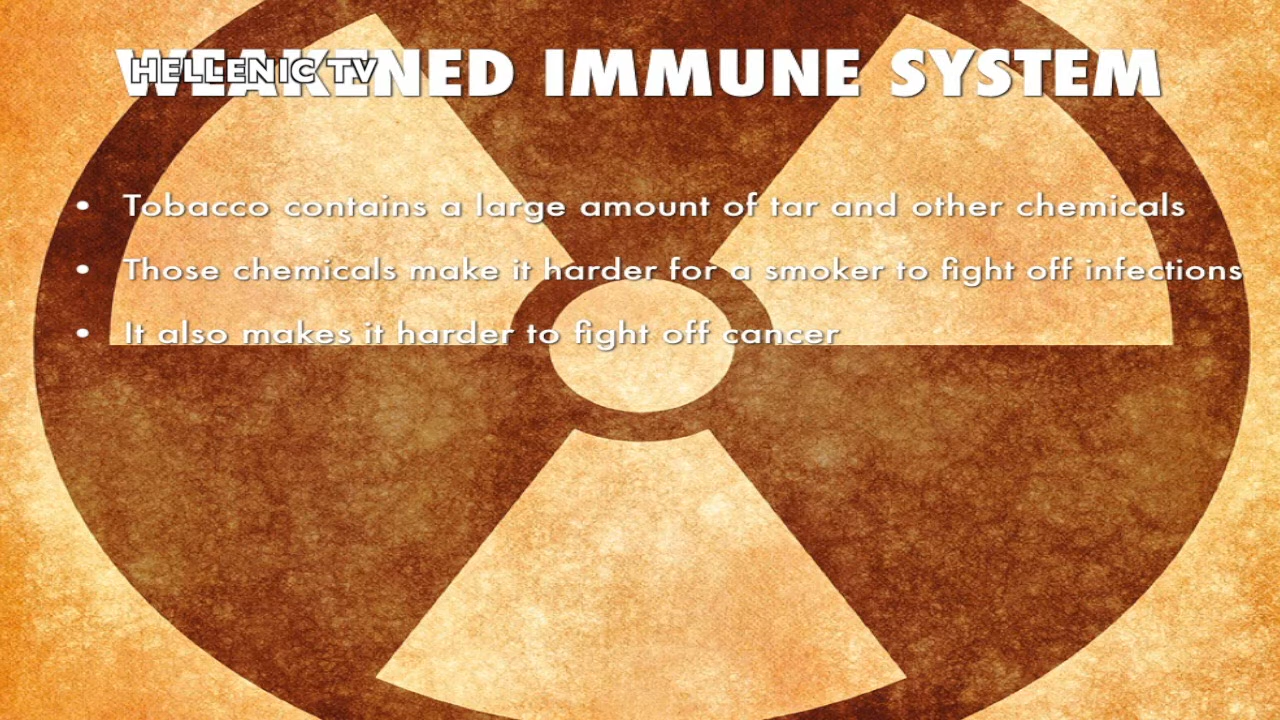 WEAKENED IMMUNE SYSTEM
HELLENIC TV
• Tobacco contains a large amount of tar and other chemicals
• Those chemicals make it harder for a smoker to fight off infections
• It also makes it harder to fight off cancer